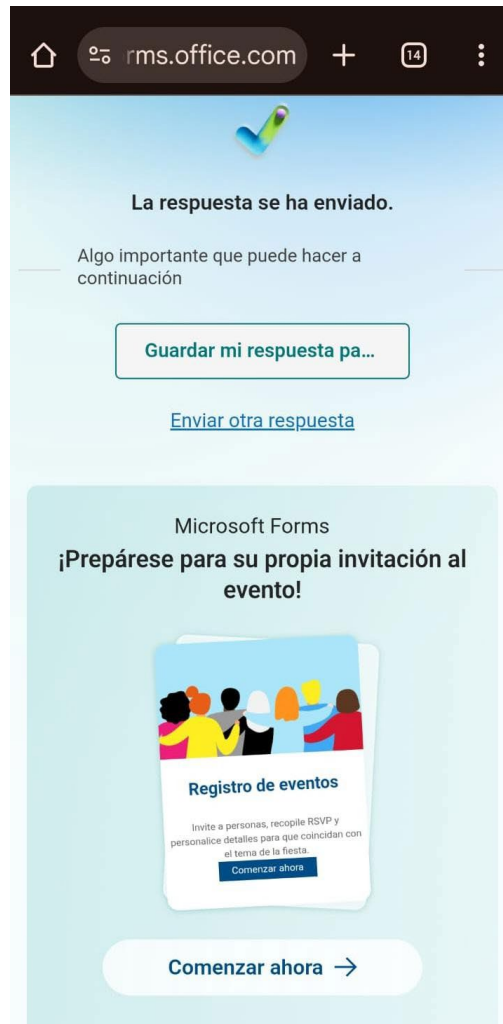 rms.office.com
14
La respuesta se ha enviado.
Algo importante que puede hacer a
continuación
Guardar mi respuesta pa...
Enviar otra respuesta
Microsoft Forms
¡Prepárese para su propia invitación al
evento!
Registro de eventos
Invite a personas, recopile RSVP y
personalice detalles para que coincidan con
el tema de la fiesta.
Comenzar ahora
Comenzar ahora →